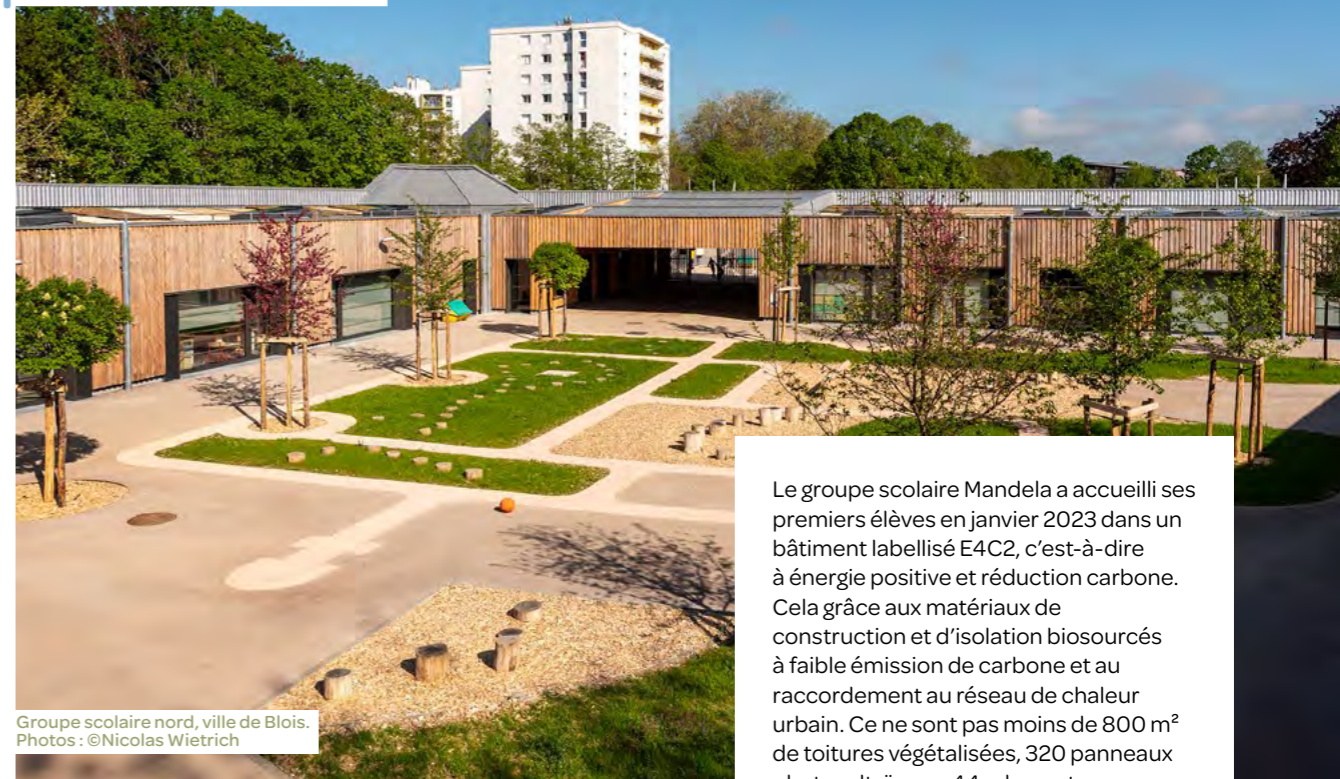 Groupe scolaire nord, ville de Blois.
Photos : ©Nicolas Wietrich
Le groupe scolaire Mandela a accueilli ses
premiers élèves en janvier 2023 dans un
bâtiment labellisé E4C2, c’est-à-dire
à énergie positive et réduction carbone.
Cela grâce aux matériaux de
construction et d’isolation biosourcés
à faible émission de carbone et au
raccordement au réseau de chaleur
urbain. Ce ne sont pas moins de 800 m²
de toitures végétalisées, 320 panneaux